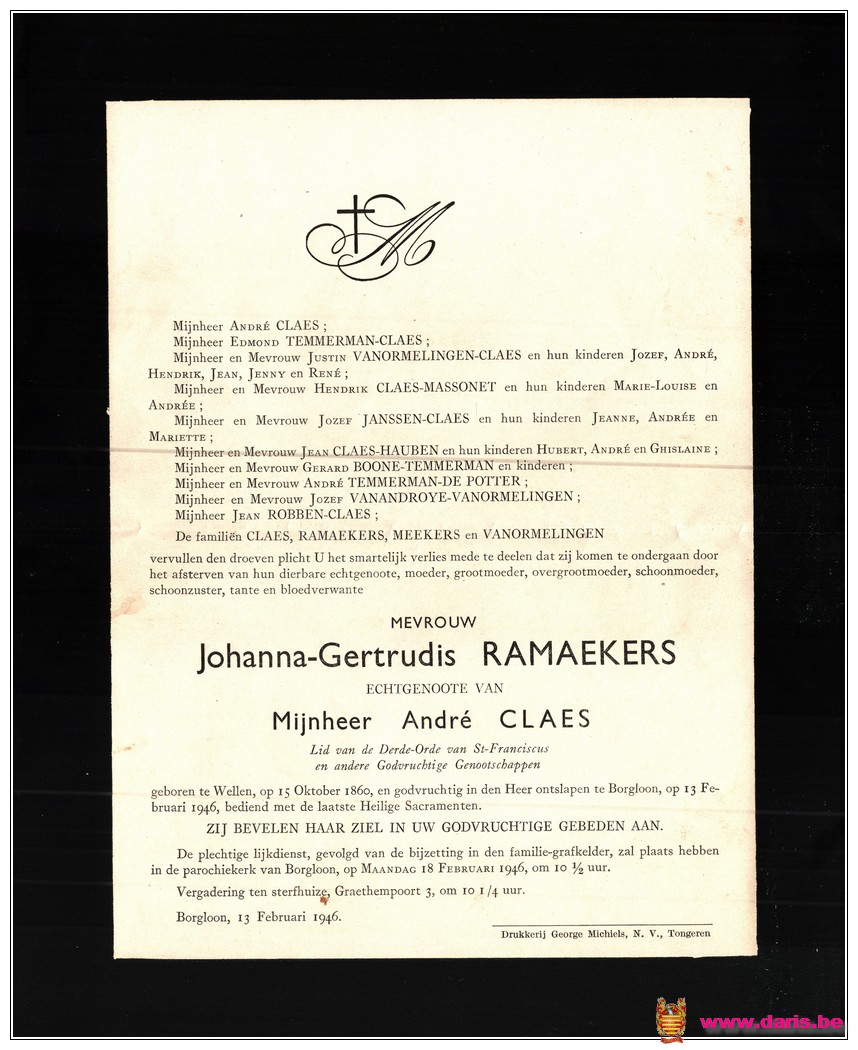 M
Mijnheer André CLAES ;
Mijnheer Edmond TEMMERMAN-CLAES ;
Mijnheer en Mevrouw Justin VANORMELINGEN-CLAES en hun kinderen Jozef, André,
Hendrik, Jean, Jenny en René ;
Mijnheer en Mevrouw Hendrik CLAES-MASSONET en hun kinderen Marie-Louise en
Andrée ;
Mijnheer en Mevrouw Jozef JANSSEN-CLAES en hun kinderen Jeanne, Andrée en
Mariette ;
Mijnheer en Mevrouw Jean CLAES-HAUBEN en hun kinderen Hubert, André en Ghislaine ;
Mijnheer en Mevrouw Gerard BOONE-TEMMERMAN en kinderen ;
Mijnheer en Mevrouw André TEMMERMAN-DE POTTER ;
Mijnheer en Mevrouw Jozef VANANDROYE-VANORMELINGEN ;
Mijnheer Jean ROBBEN-CLAES ;
De familiën CLAES, RAMAEKERS, MEEKERS en VANORMELINGEN
vervullen den droeven plicht U het smartelijk verlies mede te deelen dat zij komen te ondergaan door
het afsterven van hun dierbare echtgenoote, moeder, grootmoeder, overgrootmoeder, schoonmoeder,
schoonzuster, tante en bloedverwante
MEVROUW
Johanna-Gertrudis RAMAEKERS
ECHTGENOOTE VAN
Mijnheer André CLAES
Lid van de Derde-Orde van St-Franciscus
en andere Godvruchtige Genootschappen
geboren te Wellen, op 15 Oktober 1860, en godvruchtig in den Heer ontslapen te Borgloon, op 13 Fe-
bruari 1946, bediend met de laatste Heilige Sacramenten.
ZIJ BEVELEN HAAR ZIEL IN UW GODVRUCHTIGE GEBEDEN AAN.
De plechtige lijkdienst, gevolgd van de bijzetting in den familie-grafkelder, zal plaats hebben
in de parochiekerk van Borgloon, op Maandag 18 Februari 1946, om 10 ½ uur.
Vergadering ten sterfhuize, Graethempoort 3, om 10 1/4 uur.
Borgloon, 13 Februari 1946.
Drukkerij George Michiels, N. V., Tongeren
www.daris.be